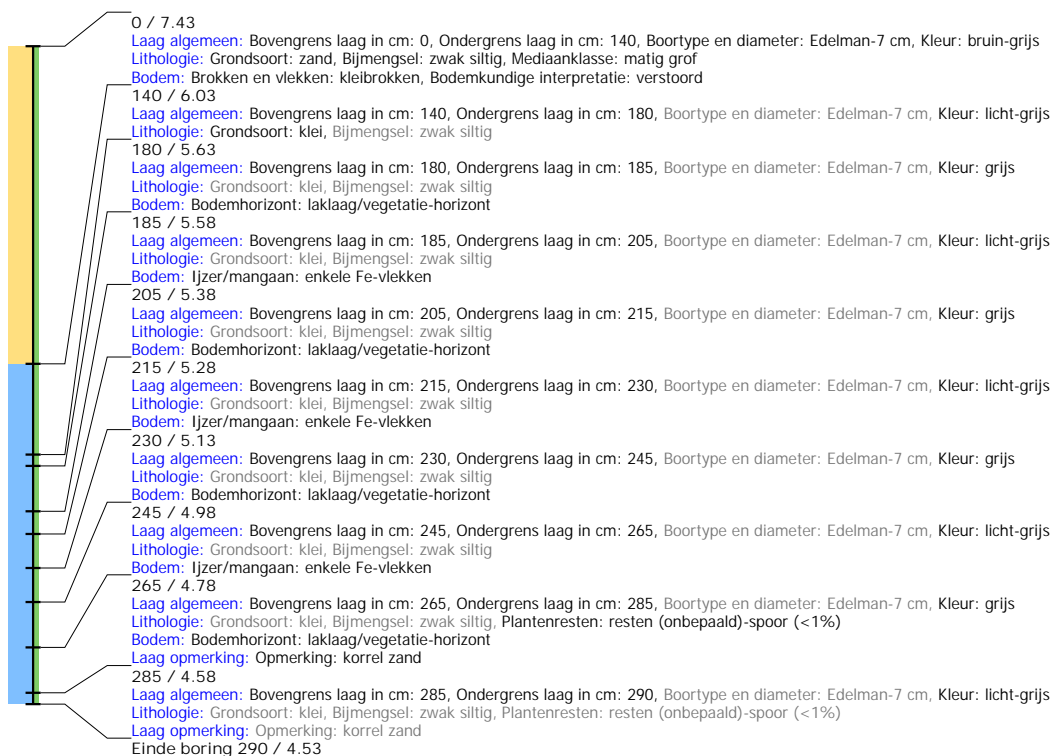 0 / 7.43
Laag algemeen: Bovengrens laag in cm: 0, Ondergrens laag in cm: 140, Boortype en diameter: Edelman-7 cm, Kleur: bruin-grijs
Lithologie: Grondsoort: zand, Bijmengsel: zwak siltig, Mediaanklasse: matig grof
Bodem: Brokken en vlekken: kleibrokken, Bodemkundige interpretatie: verstoord
140 / 6.03
Laag algemeen: Bovengrens laag in cm: 140, Ondergrens laag in cm: 180, Boortype en diameter: Edelman-7 cm, Kleur: licht-grijs
Lithologie: Grondsoort: klei, Bijmengsel: zwak siltig
180 / 5.63
Laag algemeen: Bovengrens laag in cm: 180, Ondergrens laag in cm: 185, Boortype en diameter: Edelman-7 cm, Kleur: grijs
Lithologie: Grondsoort: klei, Bijmengsel: zwak siltig
Bodem: Bodemhorizont: laklaag/vegetatie-horizont
185 / 5.58
Laag algemeen: Bovengrens laag in cm: 185, Ondergrens laag in cm: 205, Boortype en diameter: Edelman-7 cm, Kleur: licht-grijs
Lithologie: Grondsoort: klei, Bijmengsel: zwak siltig
Bodem: Ijzer/mangaan: enkele Fe-vlekken
205 / 5.38
Laag algemeen: Bovengrens laag in cm: 205, Ondergrens laag in cm: 215, Boortype en diameter: Edelman-7 cm, Kleur: grijs
Lithologie: Grondsoort: klei, Bijmengsel: zwak siltig
Bodem: Bodemhorizont: laklaag/vegetatie-horizont
215 / 5.28
Laag algemeen: Bovengrens laag in cm: 215, Ondergrens laag in cm: 230, Boortype en diameter: Edelman-7 cm, Kleur: licht-grijs
Lithologie: Grondsoort: klei, Bijmengsel: zwak siltig
Bodem: Ijzer/mangaan: enkele Fe-vlekken
230 / 5.13
Laag algemeen: Bovengrens laag in cm: 230, Ondergrens laag in cm: 245, Boortype en diameter: Edelman-7 cm, Kleur: grijs
Lithologie: Grondsoort: klei, Bijmengsel: zwak siltig
Bodem: Bodemhorizont: laklaag/vegetatie-horizont
245 / 4.98
Laag algemeen: Bovengrens laag in cm: 245, Ondergrens laag in cm: 265, Boortype en diameter: Edelman-7 cm, Kleur: licht-grijs
Lithologie: Grondsoort: klei, Bijmengsel: zwak siltig
Bodem: Ijzer/mangaan: enkele Fe-vlekken
265 / 4.78
Laag algemeen: Bovengrens laag in cm: 265, Ondergrens laag in cm: 285, Boortype en diameter: Edelman-7 cm, Kleur: grijs
Lithologie: Grondsoort: klei, Bijmengsel: zwak siltig, Plantenresten: resten (onbepaald)-spoor (<1%)
Bodem: Bodemhorizont: laklaag/vegetatie-horizont
Laag opmerking: Opmerking: korrel zand
285 / 4.58
Laag algemeen: Bovengrens laag in cm: 285, Ondergrens laag in cm: 290, Boortype en diameter: Edelman-7 cm, Kleur: licht-grijs
Lithologie: Grondsoort: klei, Bijmengsel: zwak siltig, Plantenresten: resten (onbepaald)-spoor (<1%)
Laag opmerking: Opmerking: korrel zand
Einde boring 290 / 4.53